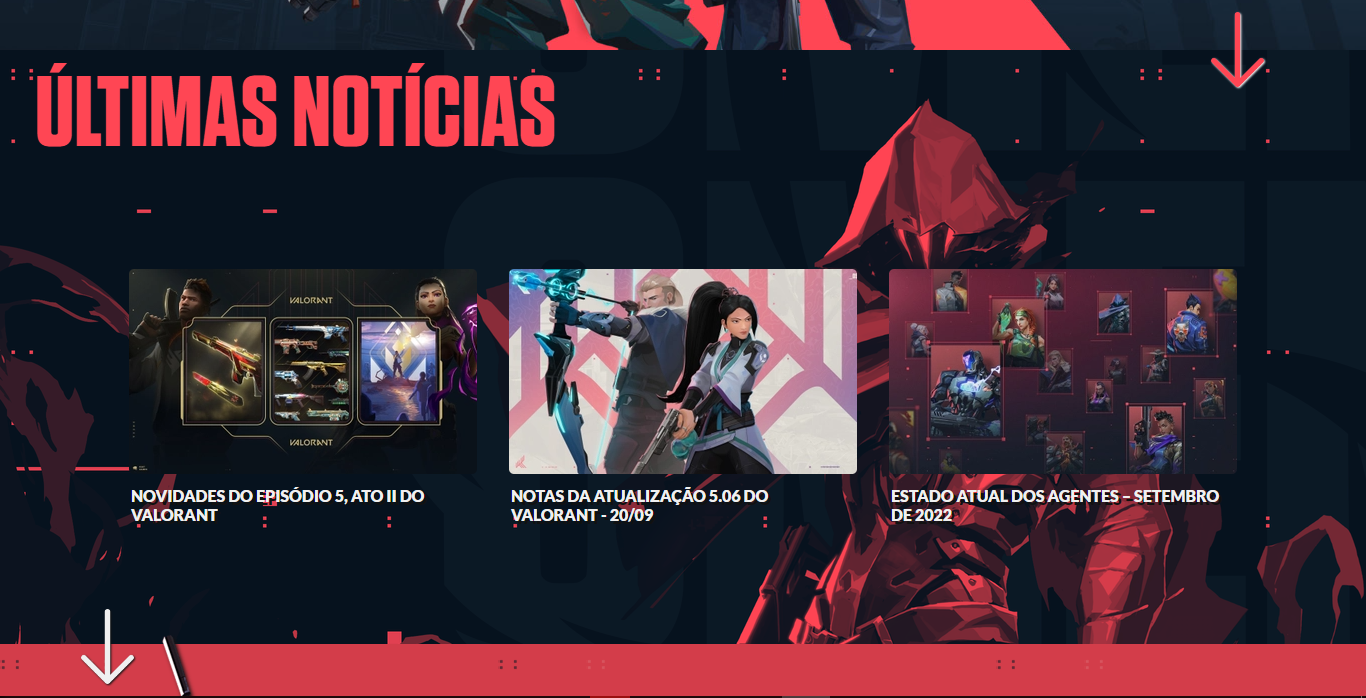 ÚLTIMAS NOTÍCIAS
VALORANT
VALORANT
NOVIDADES DO EPISÓDIO 5, ATO II DO
VALORANT
NOTAS DA ATUALIZAÇÃO 5.06 DO
VALORANT - 20/09
ESTADO ATUAL DOS AGENTES – SETEMBRO
DE 2022